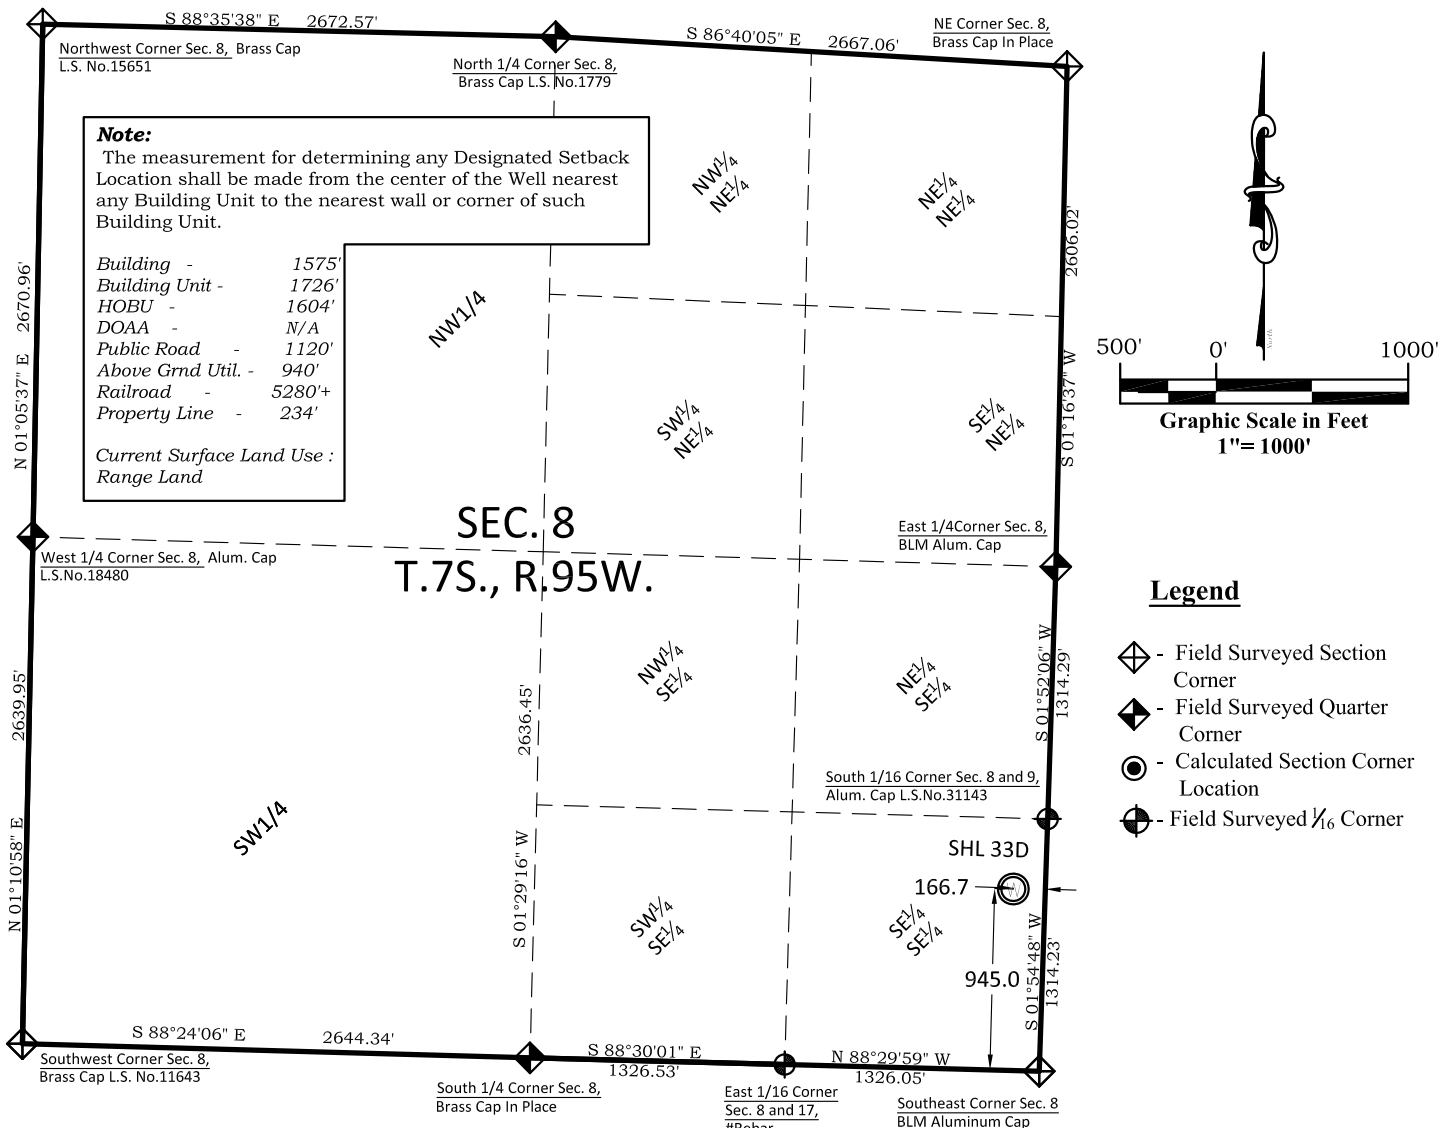 S 88°35'38" E 2672.57'
S 86°40'05" E 2667.06'
NE Corner Sec. 8,
Brass Cap In Place
Northwest Corner Sec. 8, Brass Cap
L.S. No.15651
North 1/4 Corner Sec. 8,
Brass Cap L.S. No.1779
Note:
The measurement for determining any Designated Setback
Location shall be made from the center of the Well nearest
any Building Unit to the nearest wall or corner of such
Building Unit.
Building - 1575'
Building Unit - 1726'
HOBU - 1604'
DOAA - N/A
Public Road - 1120'
Above Grnd Util. - 940'
Railroad - 5280'+
Property Line - 234'
Current Surface Land Use :
Range Land
NW1/4
NE1/4
NE1/4
NE1/4
N 01°05'37" E 2670.96'
NW1/4
S 01°16'37" W 2606.02'
SW1/4
NE1/4
SE1/4
NE1/4
North
500' 0' 1000'
Graphic Scale in Feet
1"= 1000'
SEC. 8
T.7S., R.95W.
East 1/4Corner Sec. 8,
BLM Alum. Cap
West 1/4 Corner Sec. 8, Alum. Cap
L.S.No.18480
Legend
- Field Surveyed Section
Corner
- Field Surveyed Quarter
Corner
- Calculated Section Corner
Location
- Field Surveyed 1/16 Corner
N 01°10'58" E 2639.95'
SW1/4
S 01°29'16" W 2636.45'
NW1/4
SE1/4
NE1/4
SE1/4
S 01°52'06" W
1314.29'
South 1/16 Corner Sec. 8 and 9,
Alum. Cap L.S.No.31143
SHL 33D
166.7
SW1/4
SE1/4
SE1/4
SE1/4
945.0
S 01°54'48" W
1314.23'
S 88°24'06" E 2644.34'
S 88°30'01" E
1326.53'
N 88°29'59" W
1326.05'
Southwest Corner Sec. 8,
Brass Cap L.S. No.11643
South 1/4 Corner Sec. 8,
Brass Cap In Place
East 1/16 Corner
Sec. 8 and 17,
#Rebar
Southeast Corner Sec. 8
BLM Aluminum Cap